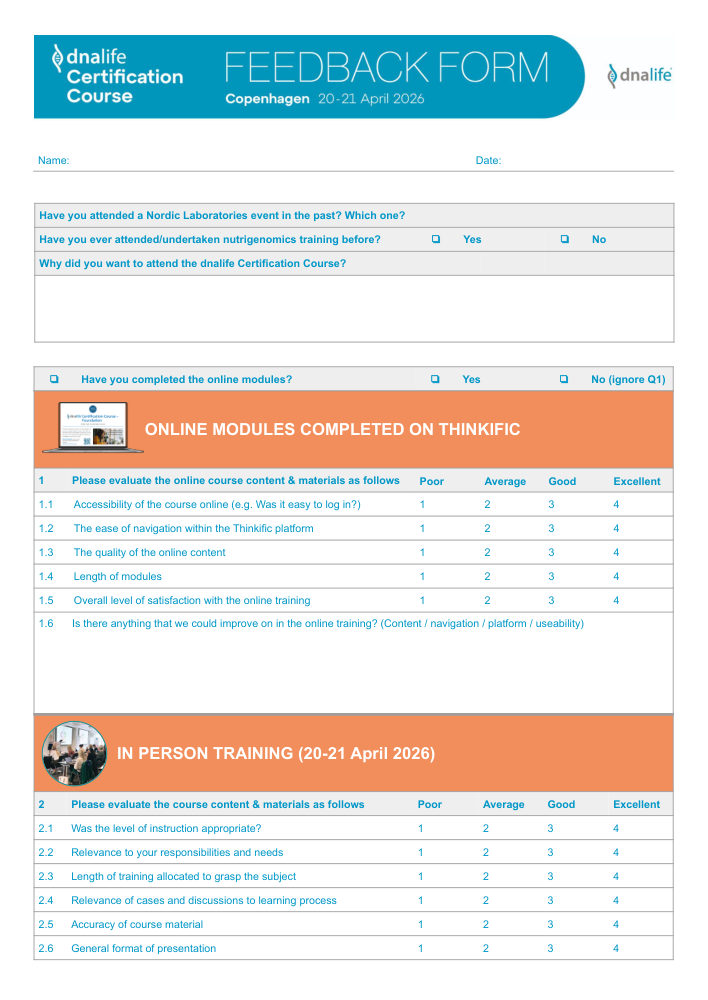 dnalife
Certification
Course
FEEDBACK FORM
Copenhagen 20-21 April 2026
dnalife
Name: Date:
Have you attended a Nordic Laboratories event in the past? Which one?
Have you ever attended/undertaken nutrigenomics training before? ❏ Yes ❏ No
Why did you want to attend the dnalife Certification Course?
❏ Have you completed the online modules? ❏ Yes ❏ No (ignore Q1)
ONLINE MODULES COMPLETED ON THINKIFIC
1 Please evaluate the online course content & materials as follows Poor Average Good Excellent
1.1 Accessibility of the course online (e.g. Was it easy to log in?) 1 2 3 4
1.2 The ease of navigation within the Thinkific platform 1 2 3 4
1.3 The quality of the online content 1 2 3 4
1.4 Length of modules 1 2 3 4
1.5 Overall level of satisfaction with the online training 1 2 3 4
1.6 Is there anything that we could improve on in the online training? (Content / navigation / platform / useability)
IN PERSON TRAINING (20-21 April 2026)
2 Please evaluate the course content & materials as follows Poor Average Good Excellent
2.1 Was the level of instruction appropriate? 1 2 3 4
2.2 Relevance to your responsibilities and needs 1 2 3 4
2.3 Length of training allocated to grasp the subject 1 2 3 4
2.4 Relevance of cases and discussions to learning process 1 2 3 4
2.5 Accuracy of course material 1 2 3 4
2.6 General format of presentation 1 2 3 4